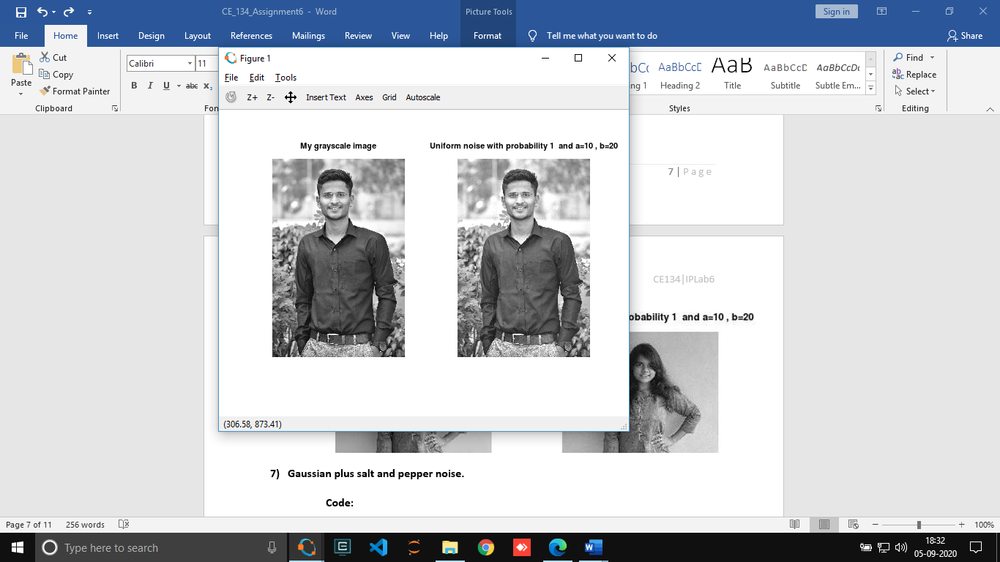 CE_134_Assignment6 - Word
Picture Tools
Sign in
File Home Insert Design Layout References Mailings Review View Help Format Tell me what you want to do Share
Paste
Cut
Copy
Format Painter
Clipboard
Calibri 11
B I U abc x₂
Fon
Figure 1
File Edit Tools
Z+ Z- Insert Text Axes Grid Autoscale
My grayscale image
Uniform noise with probability 1 and a=10 , b=20
(306.58, 873.41)
AaBbCcD AaB AaBbCcD AaBbCcDc
ng 1 Heading 2 Title Subtitle Subtle Em...
Styles
Find
Replace
Select
Editing
7 | P a g e
CE134|IPLab6
obability 1 and a=10 , b=20
7) Gaussian plus salt and pepper noise.
Code:
Page 7 of 11 256 words 100%
Type here to search
18:32
05-09-2020